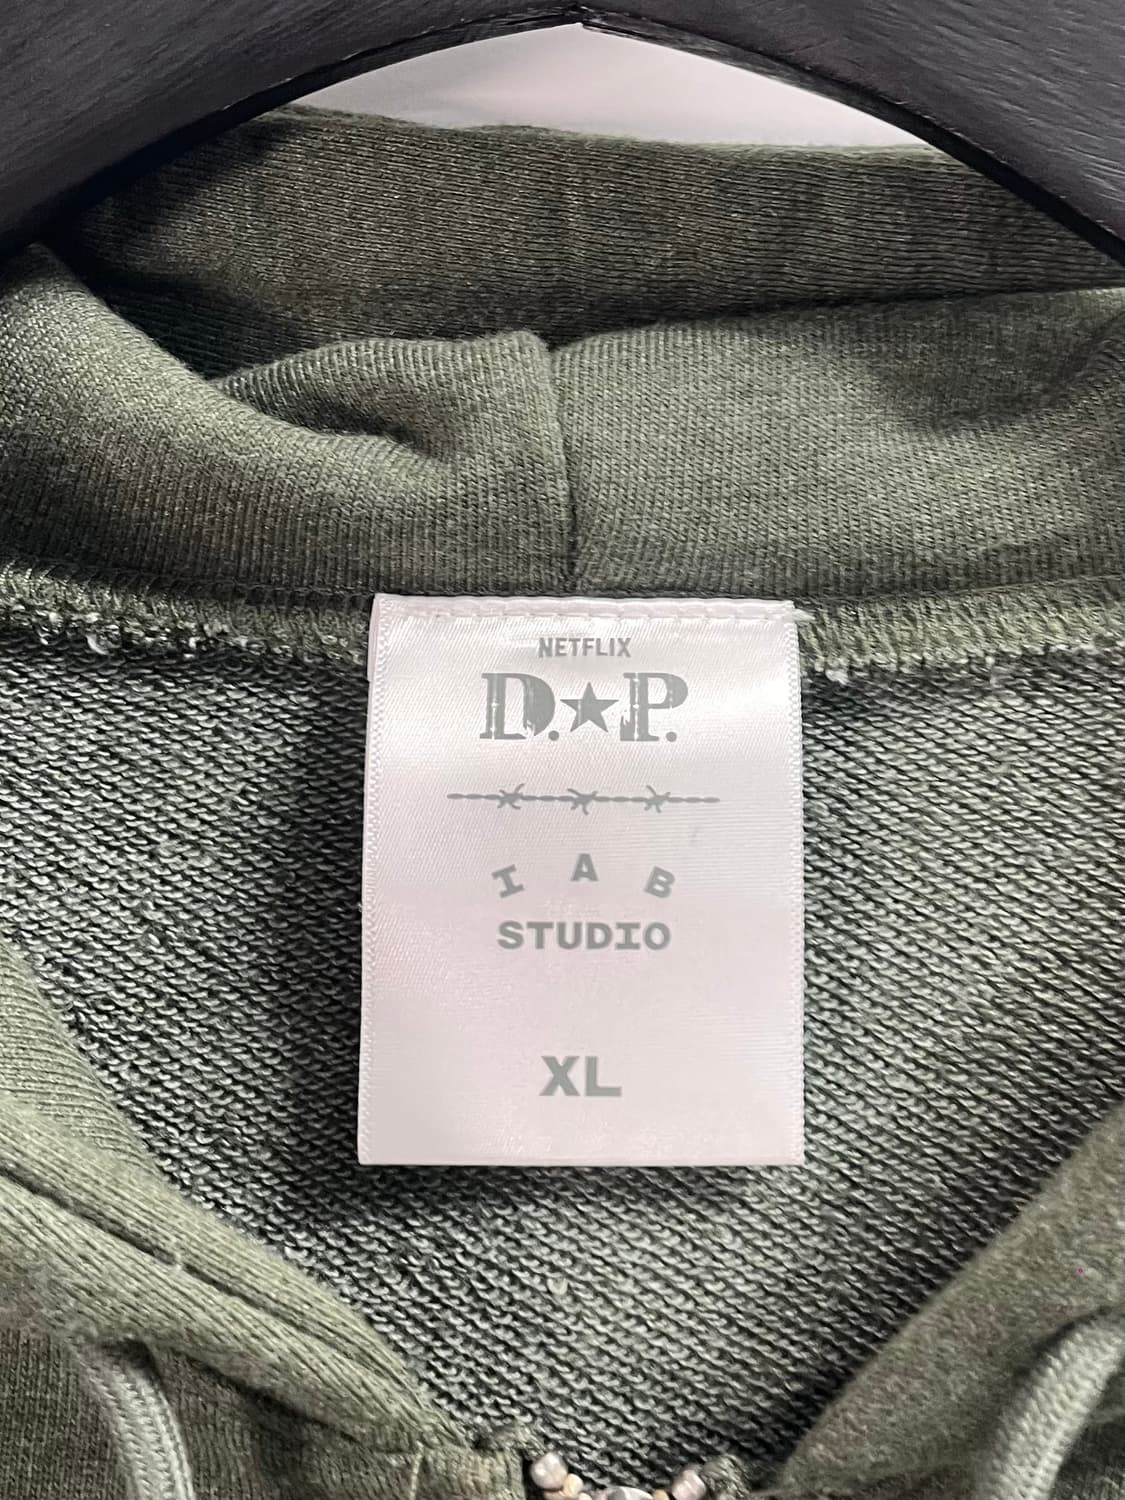 NETFLIX
D.★P.
I A B
STUDIO
XL